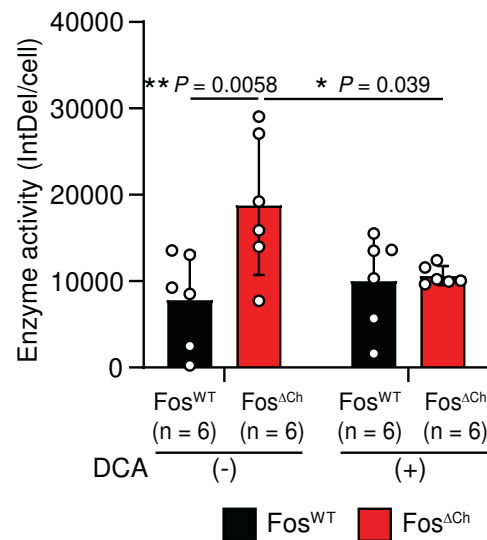 Enzyme activity (IntDel/cell)
40000
30000
20000
10000
0
** P = 0.0058
* P = 0.039
Fos^WT Fos^ΔCh Fos^WT Fos^ΔCh
(n = 6) (n = 6) (n = 6) (n = 6)
DCA (-) (+)
Fos^WT Fos^ΔCh